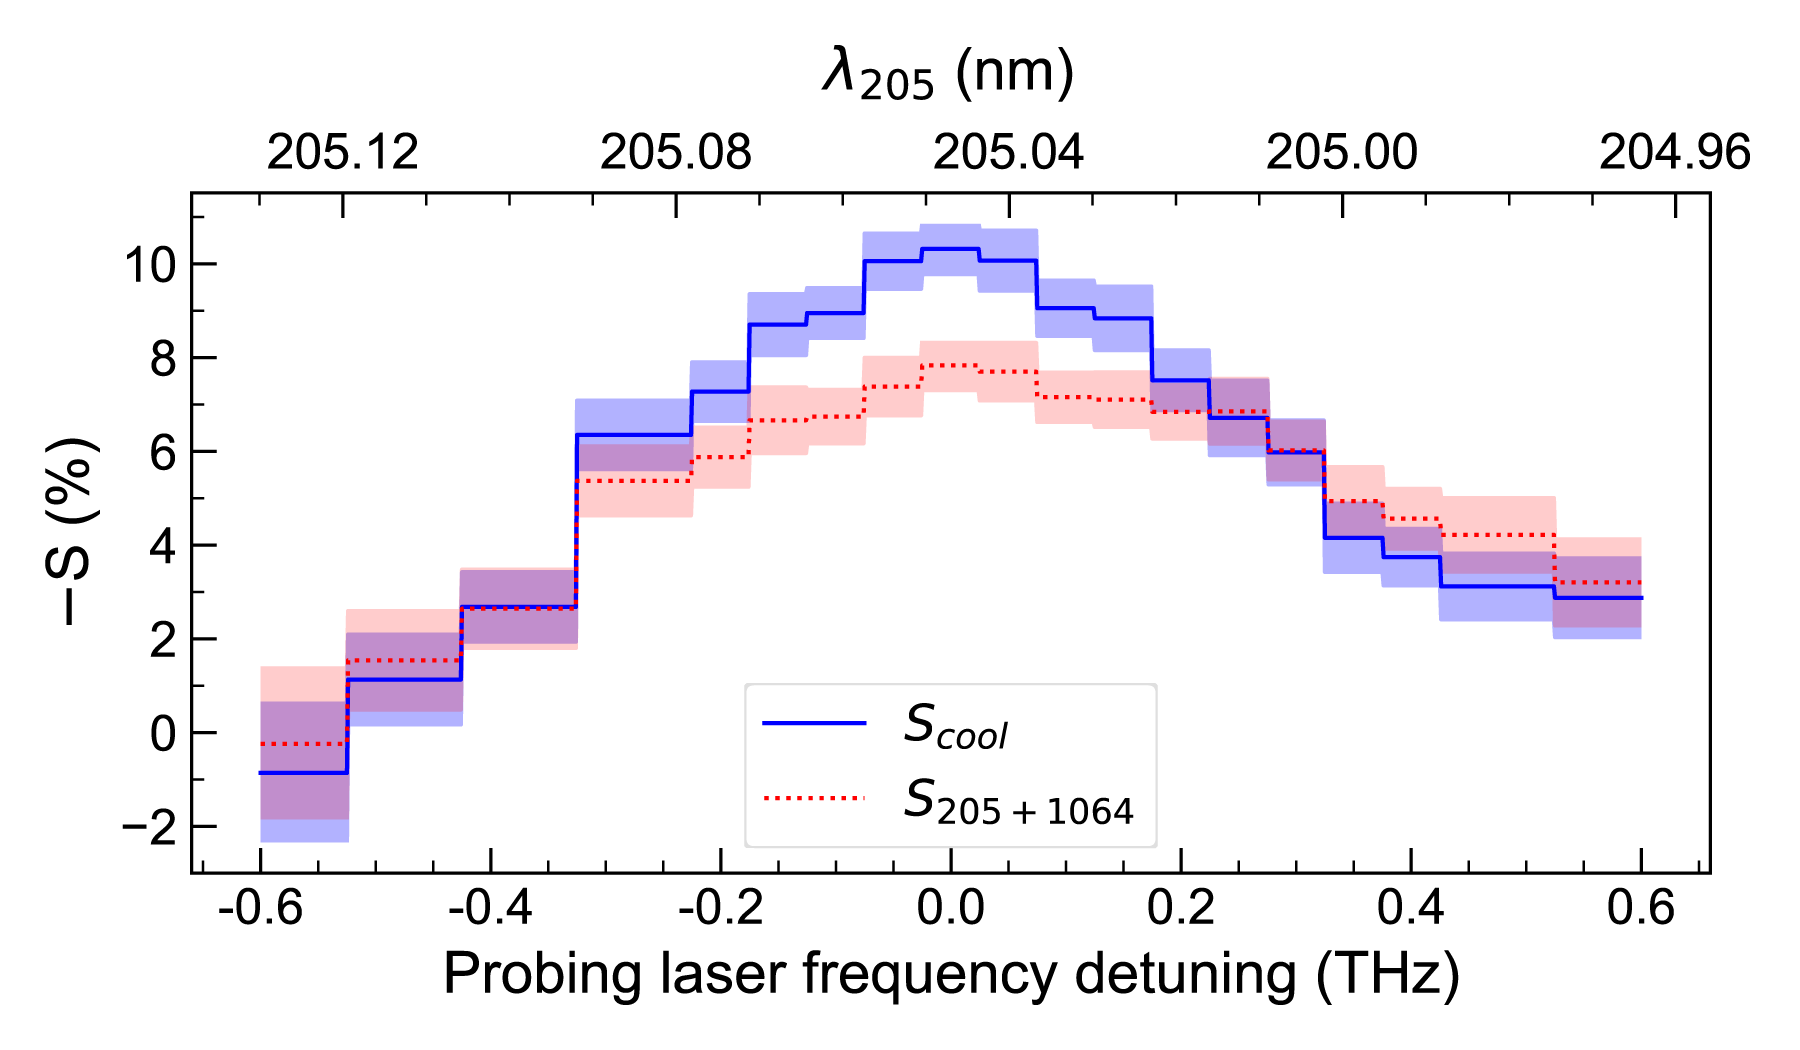 λ205 (nm)
205.12 205.08 205.04 205.00 204.96
10
8
6
4
2
0
−2
−S (%)
Scool
S205 + 1064
-0.6 -0.4 -0.2 0.0 0.2 0.4 0.6
Probing laser frequency detuning (THz)